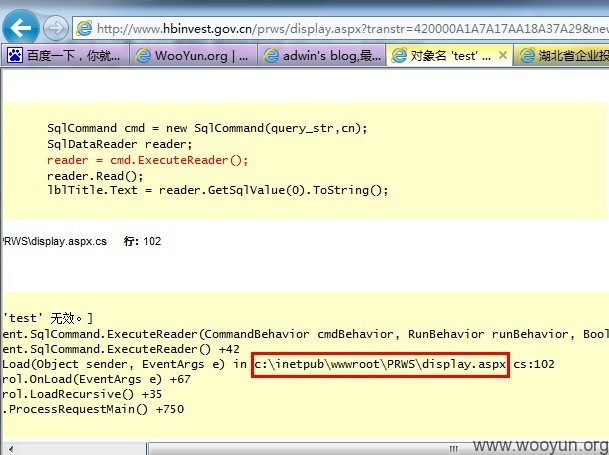 http://www.hbinvest.gov.cn/prws/display.aspx?transtr=420000A1A7A17AA18A37A29&new
百度一下，你就... WooYun.org | ... adwin's blog,最... 对象名 'test' ... 湖北省企业投
SqlCommand cmd = new SqlCommand(query_str,cn);
SqlDataReader reader;
reader = cmd.ExecuteReader();
reader.Read();
lblTitle.Text = reader.GetSqlValue(0).ToString();
PRWS\display.aspx.cs 行: 102
'test' 无效。]
ent.SqlCommand.ExecuteReader(CommandBehavior cmdBehavior, RunBehavior runBehavior, Bool
ent.SqlCommand.ExecuteReader() +42
Load(Object sender, EventArgs e) in c:\inetpub\wwwroot\PRWS\display.aspx cs:102
rol.OnLoad(EventArgs e) +67
rol.LoadRecursive() +35
.ProcessRequestMain() +750
www.wooyun.org